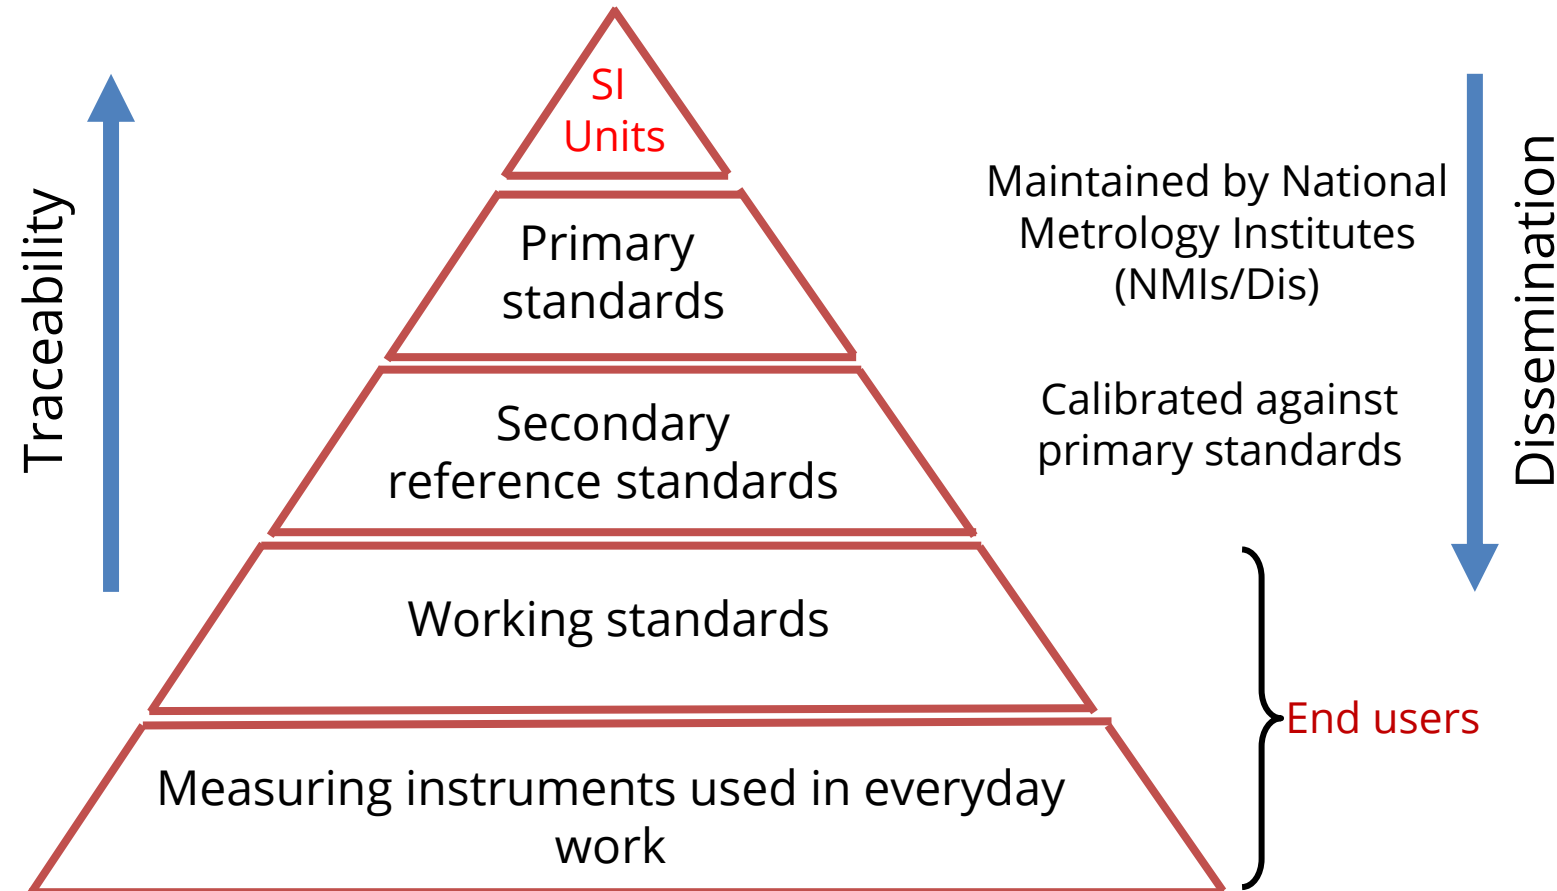 SI
Units
Traceability
Primary
standards
Maintained by National
Metrology Institutes
(NMIs/Dis)
Dissemination
Secondary
reference standards
Calibrated against
primary standards
Working standards
End users
Measuring instruments used in everyday
work